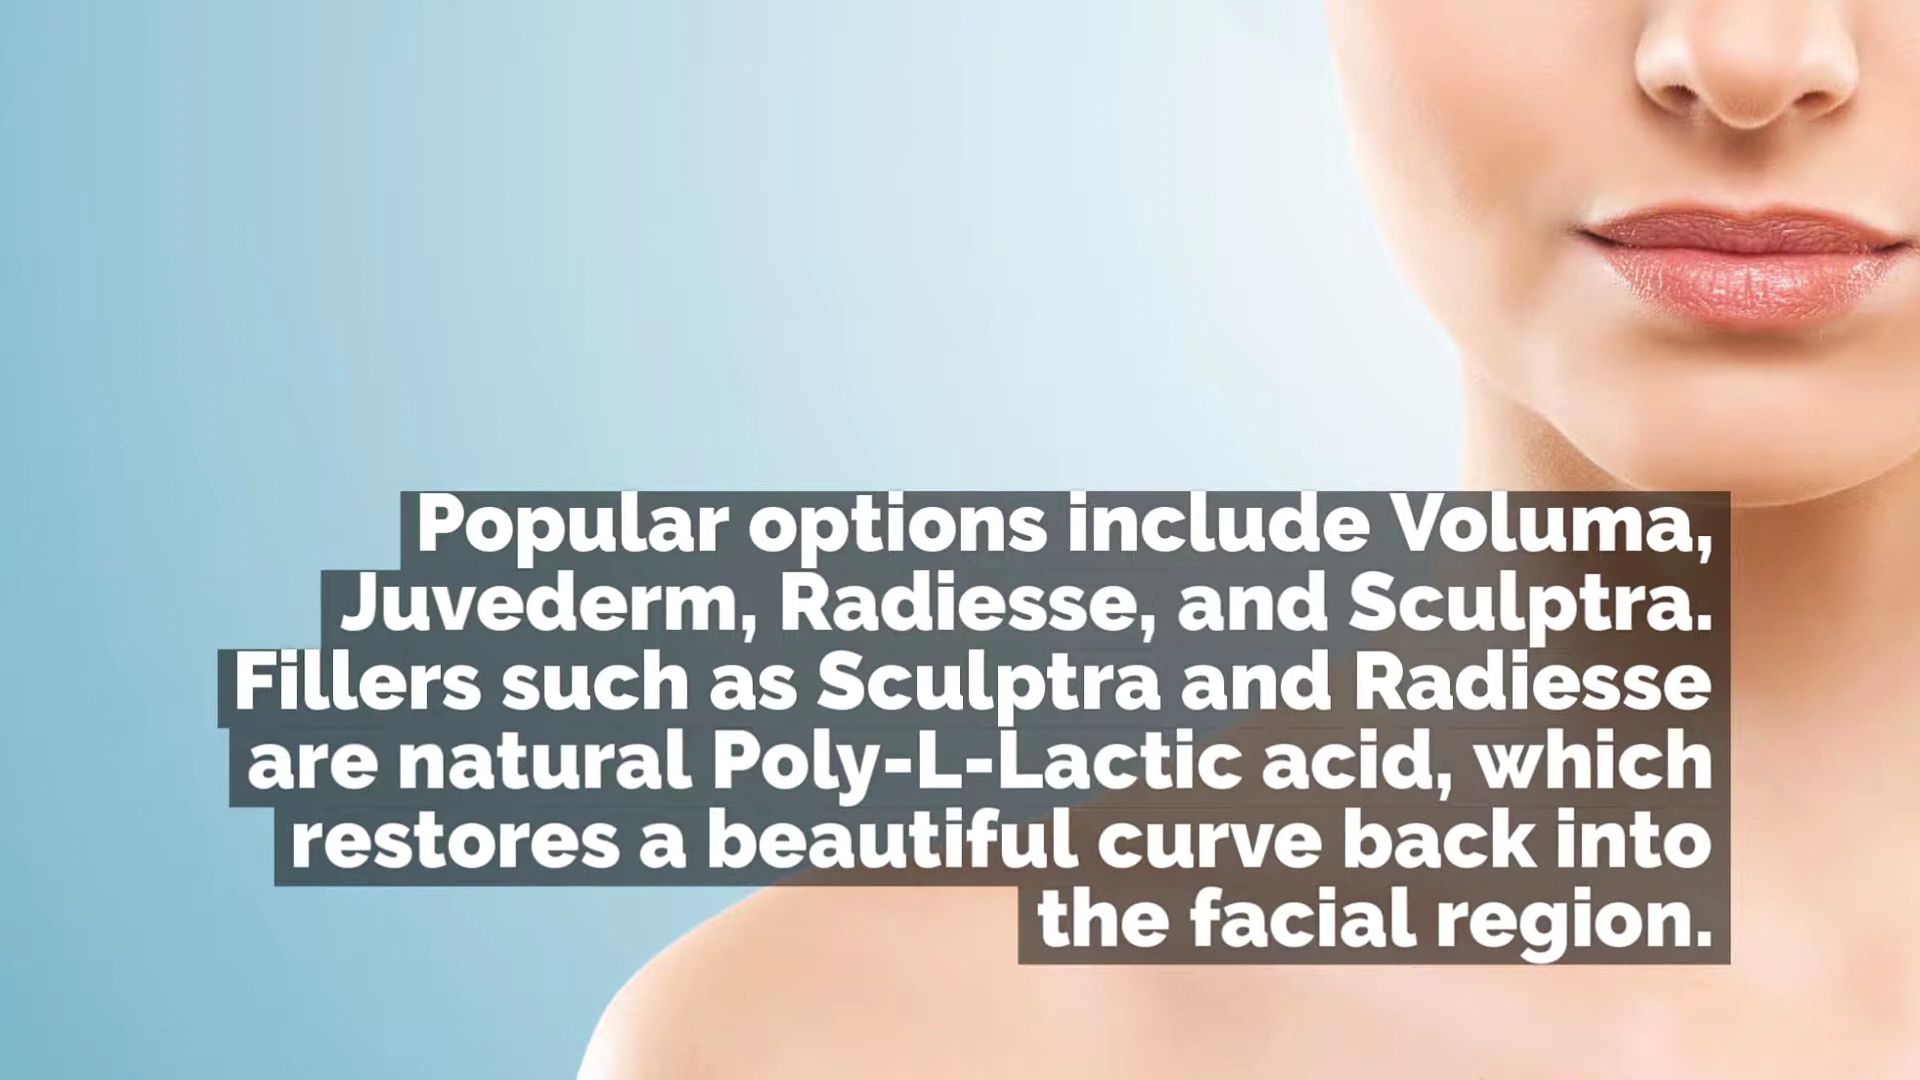 Popular options include Voluma,
Juvederm, Radiesse, and Sculptra.
Fillers such as Sculptra and Radiesse
are natural Poly-L-Lactic acid, which
restores a beautiful curve back into
the facial region.